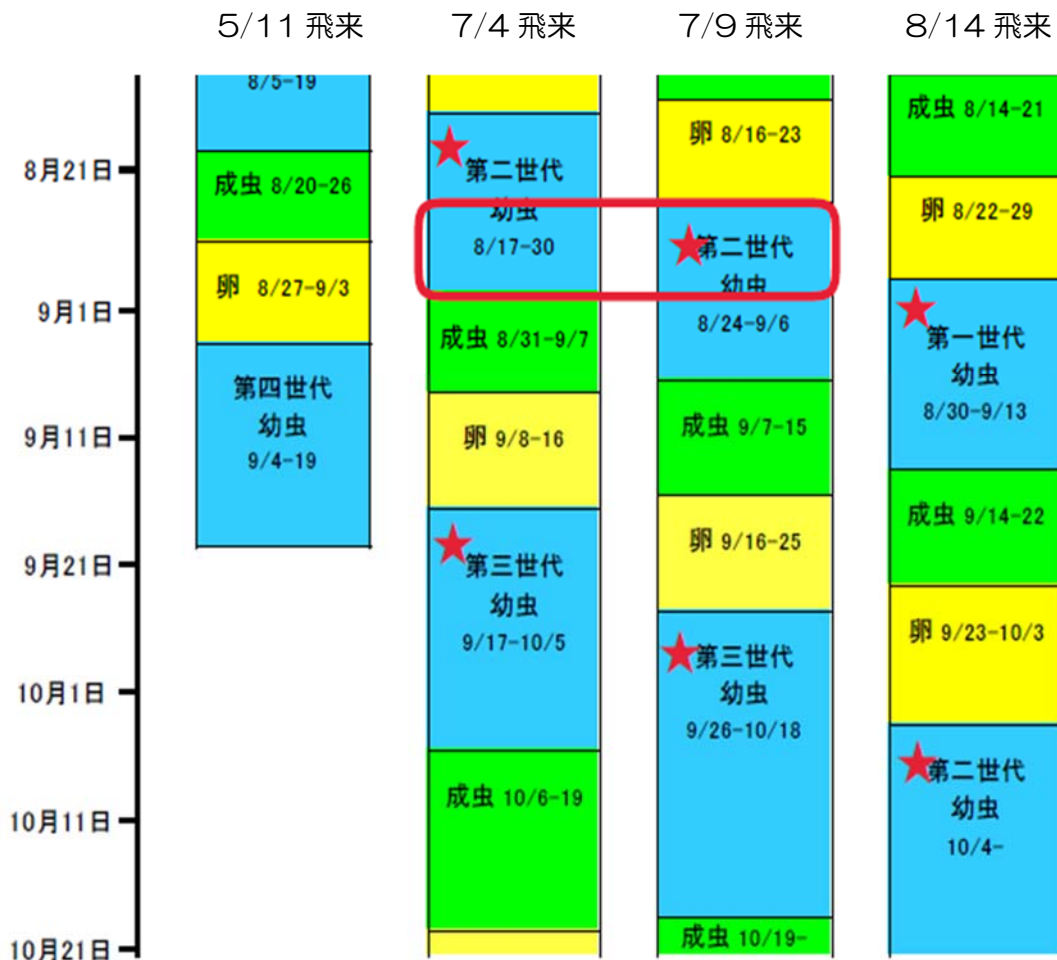 5/11 飛来
7/4 飛来
7/9 飛来
8/14 飛来
8月21日
9月1日
9月11日
9月21日
10月1日
10月11日
10月21日
8/5-19
成虫 8/20-26
卵 8/27-9/3
第四世代
幼虫
9/4-19
第二世代
幼虫
8/17-30
成虫 8/31-9/7
卵 9/8-16
第三世代
幼虫
9/17-10/5
成虫 10/6-19
卵 8/16-23
第二世代
幼虫
8/24-9/6
成虫 9/7-15
卵 9/16-25
第三世代
幼虫
9/26-10/18
成虫 10/19-
成虫 8/14-21
卵 8/22-29
第一世代
幼虫
8/30-9/13
成虫 9/14-22
卵 9/23-10/3
第二世代
幼虫
10/4-